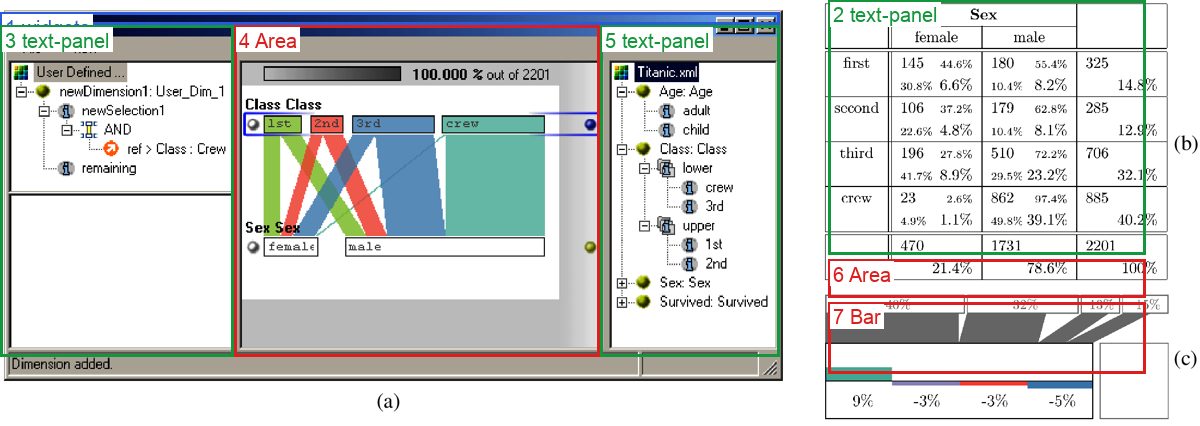 3 text-panel
4 Area
5 text-panel
User Defined ...
newDimension1: User_Dim_1
newSelection1
AND
ref > Class : Crew
remaining
100.000 % out of 2201
Class Class
1st 2nd 3rd crew
Sex Sex
female male
Titanic.xml
Age: Age
adult
child
Class: Class
lower
crew
3rd
upper
1st
2nd
Sex: Sex
Survived: Survived
Dimension added.
(a)
2 text-panel
Sex
female male
first 145 44.6% 180 55.4% 325
30.8% 6.6% 10.4% 8.2% 14.8%
second 106 37.2% 179 62.8% 285
22.6% 4.8% 10.4% 8.1% 12.9%
third 196 27.8% 510 72.2% 706
41.7% 8.9% 29.5% 23.2% 32.1%
crew 23 2.6% 862 97.4% 885
4.9% 1.1% 49.8% 39.1% 40.2%
470 1731 2201
21.4% 78.6% 100%
(b)
6 Area
40% 32% 13% 15%
7 Bar
9% -3% -3% -5%
(c)